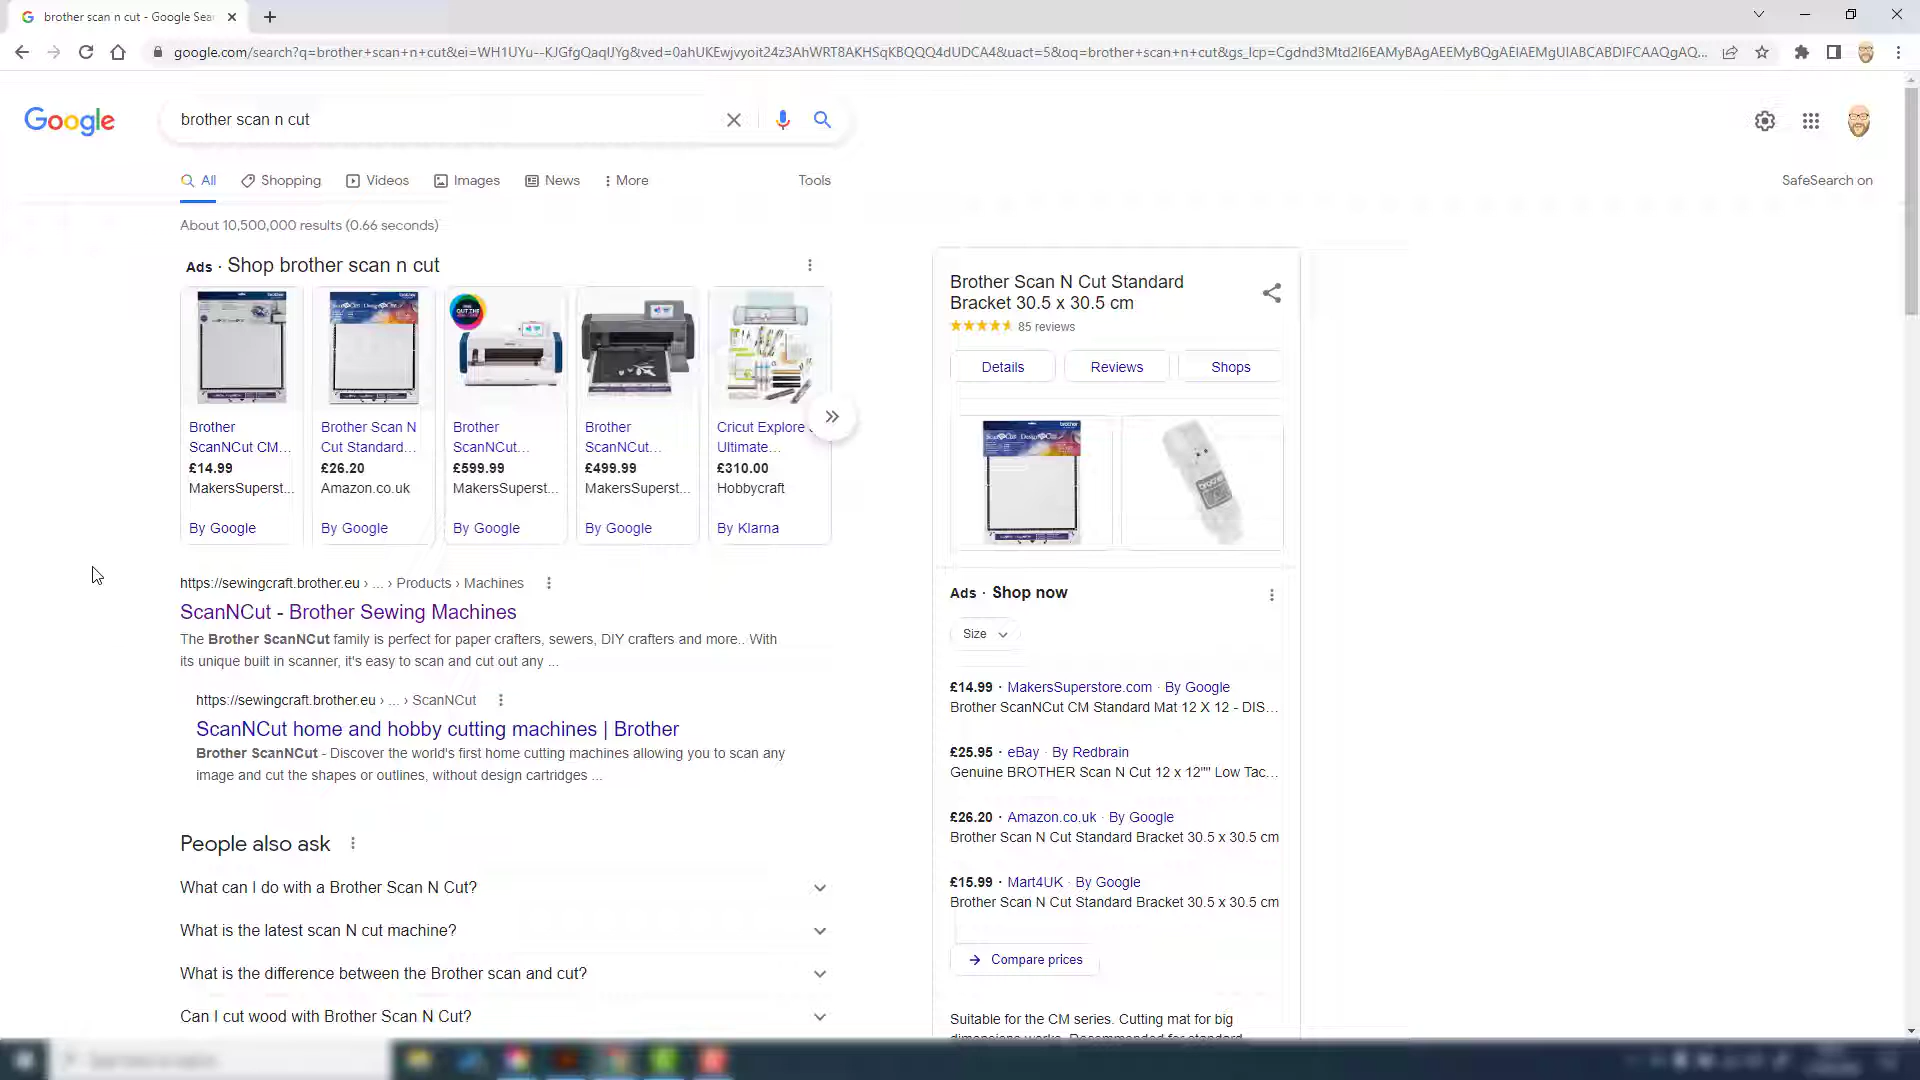 brother scan n cut - Google Sea
google.com/search?q=brother+scan+n+cut&ei=WH1UYu--KJGfgQaqlJYg&ved=0ahUKEwjvyoit24z3AhWRT8AKHSqKBQQQ4dUDCA4&uact=5&oq=brother+scan+n+cut&gs_lcp=Cgdnd3Mtd2l6EAMyBAgAEEMyBQgAEIAEMgUIABCABDIFCAAQgAQ...
Google
brother scan n cut
All
Shopping
Videos
Images
News
More
Tools
SafeSearch on
About 10,500,000 results (0.66 seconds)
Ads · Shop brother scan n cut
Brother
ScanNCut CM...
£14.99
MakersSuperst...
By Google
Brother Scan N
Cut Standard...
£26.20
Amazon.co.uk
By Google
Brother
ScanNCut...
£599.99
MakersSuperst...
By Google
Brother
ScanNCut...
£499.99
MakersSuperst...
By Google
Cricut Explore
Ultimate...
£310.00
Hobbycraft
By Klarna
https://sewingcraft.brother.eu › ... › Products › Machines
ScanNCut - Brother Sewing Machines
The Brother ScanNCut family is perfect for paper crafters, sewers, DIY crafters and more.. With
its unique built in scanner, it's easy to scan and cut out any ...
https://sewingcraft.brother.eu › ... › ScanNCut
ScanNCut home and hobby cutting machines | Brother
Brother ScanNCut - Discover the world's first home cutting machines allowing you to scan any
image and cut the shapes or outlines, without design cartridges ...
People also ask
What can I do with a Brother Scan N Cut?
What is the latest scan N cut machine?
What is the difference between the Brother scan and cut?
Can I cut wood with Brother Scan N Cut?
Brother Scan N Cut Standard
Bracket 30.5 x 30.5 cm
85 reviews
Details
Reviews
Shops
Ads · Shop now
Size
£14.99 · MakersSuperstore.com · By Google
Brother ScanNCut CM Standard Mat 12 X 12 - DIS...
£25.95 · eBay · By Redbrain
Genuine BROTHER Scan N Cut 12 x 12"" Low Tac...
£26.20 · Amazon.co.uk · By Google
Brother Scan N Cut Standard Bracket 30.5 x 30.5 cm
£15.99 · Mart4UK · By Google
Brother Scan N Cut Standard Bracket 30.5 x 30.5 cm
Compare prices
Suitable for the CM series. Cutting mat for big
dimensions works. Recommended for standard